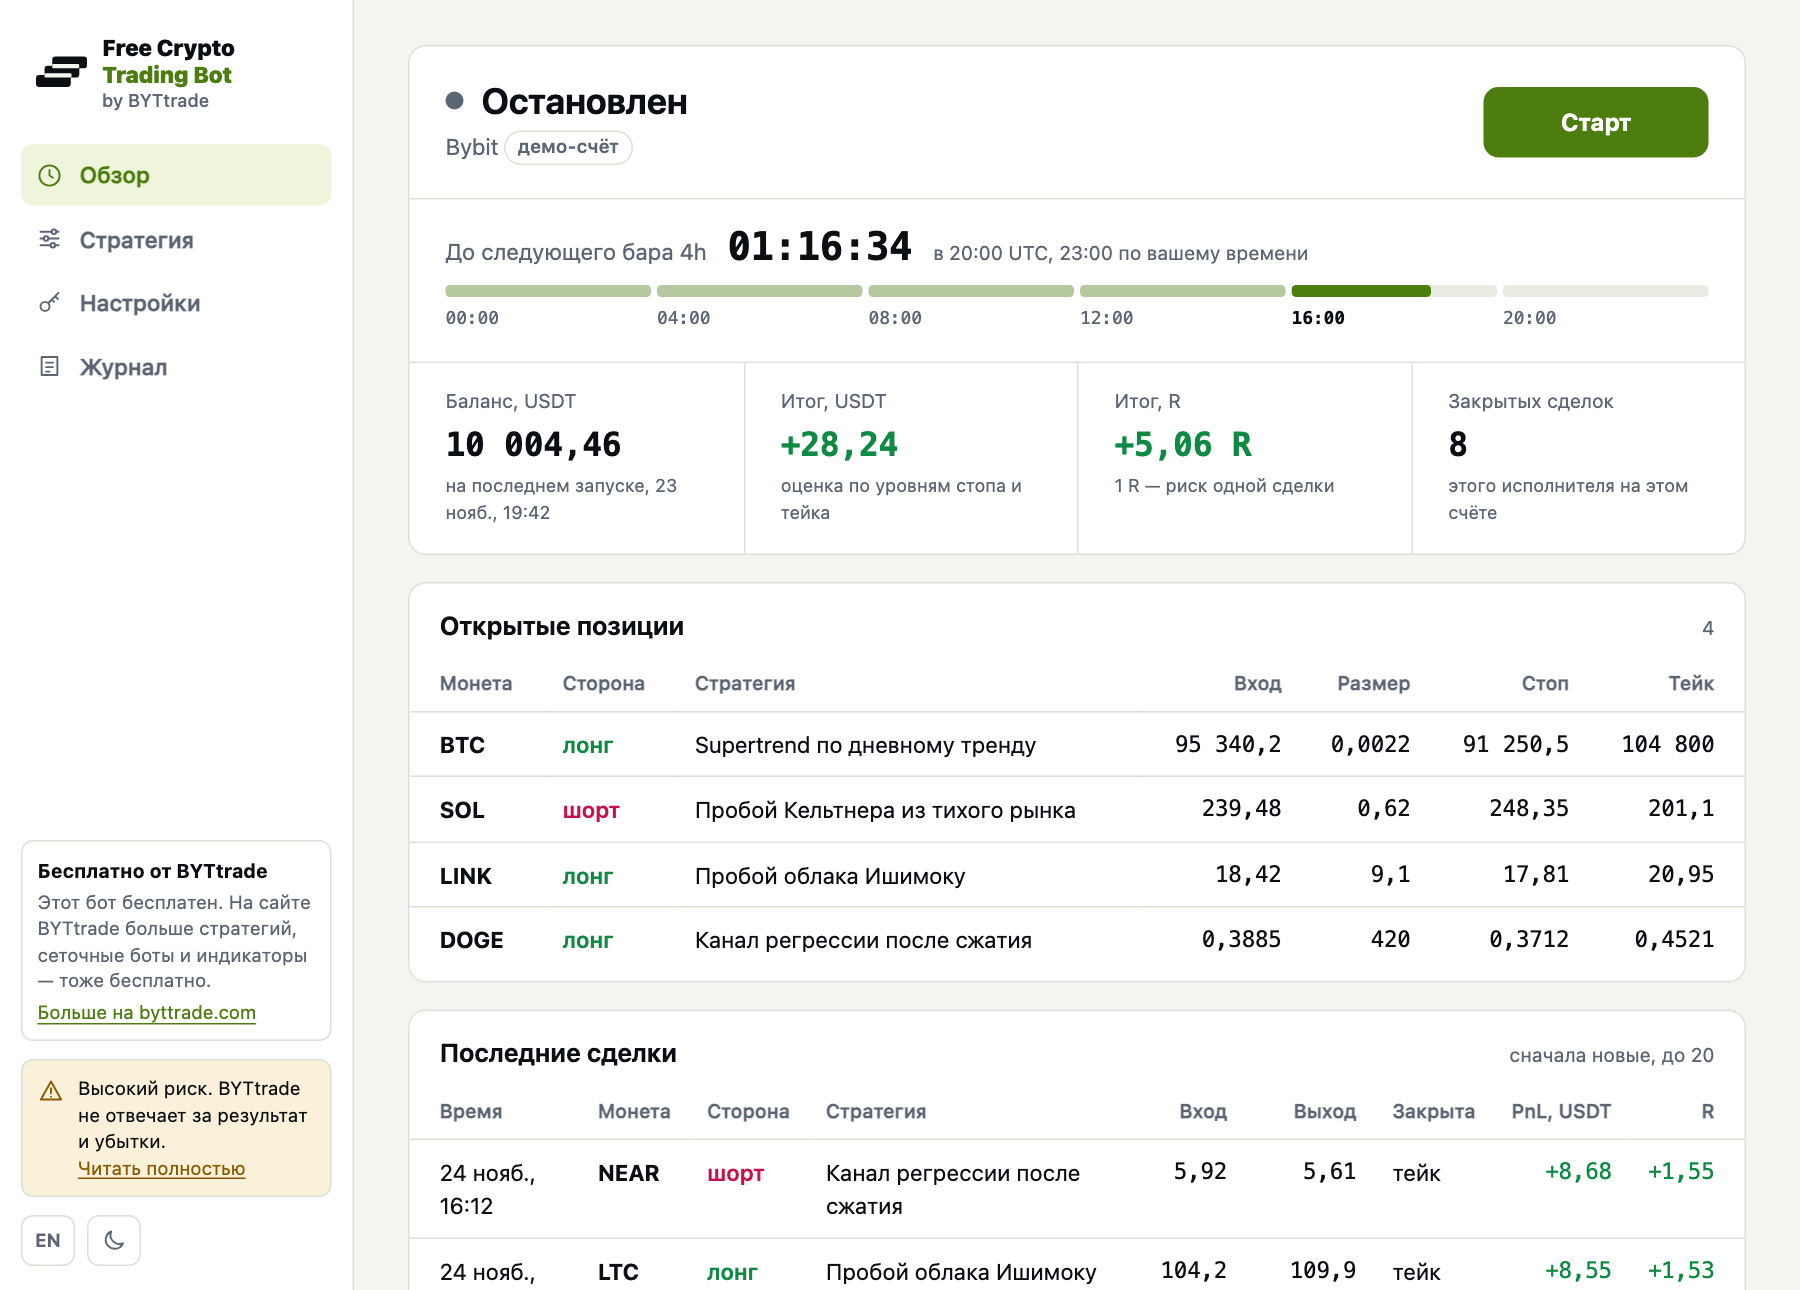 Free Crypto
Trading Bot
by BYTtrade
Обзор
Стратегия
Настройки
Журнал
Бесплатно от BYTtrade
Этот бот бесплатен. На сайте
BYTtrade больше стратегий,
сеточные боты и индикаторы
— тоже бесплатно.
Больше на byttrade.com
Высокий риск. BYTtrade
не отвечает за результат
и убытки.
Читать полностью
EN
Остановлен
Bybit демо-счёт
Старт
До следующего бара 4h 01:16:34 в 20:00 UTC, 23:00 по вашему времени
00:00 04:00 08:00 12:00 16:00 20:00
Баланс, USDT
10 004,46
на последнем запуске, 23
нояб., 19:42
Итог, USDT
+28,24
оценка по уровням стопа и
тейка
Итог, R
+5,06 R
1 R — риск одной сделки
Закрытых сделок
8
этого исполнителя на этом
счёте
Открытые позиции 4
Монета Сторона Стратегия Вход Размер Стоп Тейк
BTC лонг Supertrend по дневному тренду 95 340,2 0,0022 91 250,5 104 800
SOL шорт Пробой Кельтнера из тихого рынка 239,48 0,62 248,35 201,1
LINK лонг Пробой облака Ишимоку 18,42 9,1 17,81 20,95
DOGE лонг Канал регрессии после сжатия 0,3885 420 0,3712 0,4521
Последние сделки сначала новые, до 20
Время Монета Сторона Стратегия Вход Выход Закрыта PnL, USDT R
24 нояб., NEAR шорт Канал регрессии после 5,92 5,61 тейк +8,68 +1,55
16:12 сжатия
24 нояб., LTC лонг Пробой облака Ишимоку 104,2 109,9 тейк +8,55 +1,53